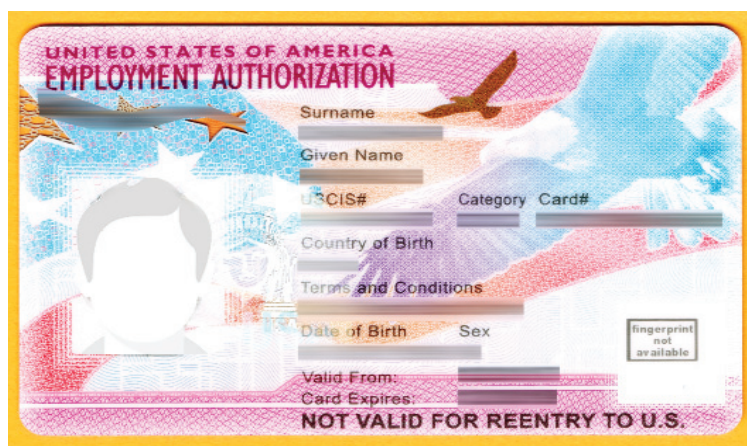 UNITED STATES OF AMERICA
EMPLOYMENT AUTHORIZATION
Surname
Given Name
USCIS# Category Card#
Country of Birth
Terms and Conditions
Date of Birth Sex
fingerprint
not
available
Valid From:
Card Expires:
NOT VALID FOR REENTRY TO U.S.